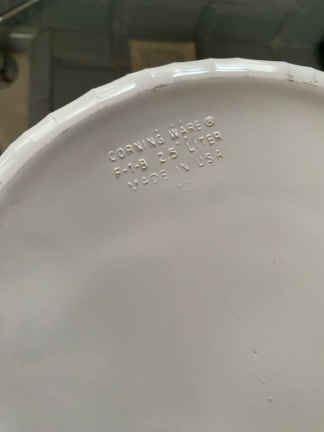 CORNING WARE®
F-1-B 2.5 LITER
MADE IN USA